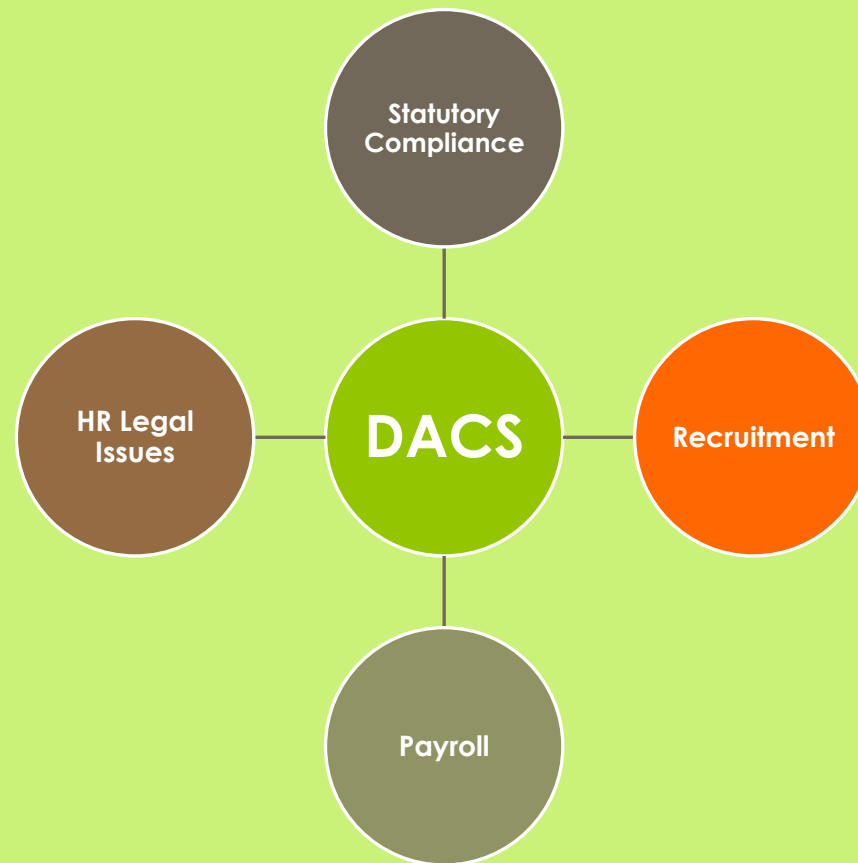 Statutory
Compliance
HR Legal
Issues
DACS
Recruitment
Payroll